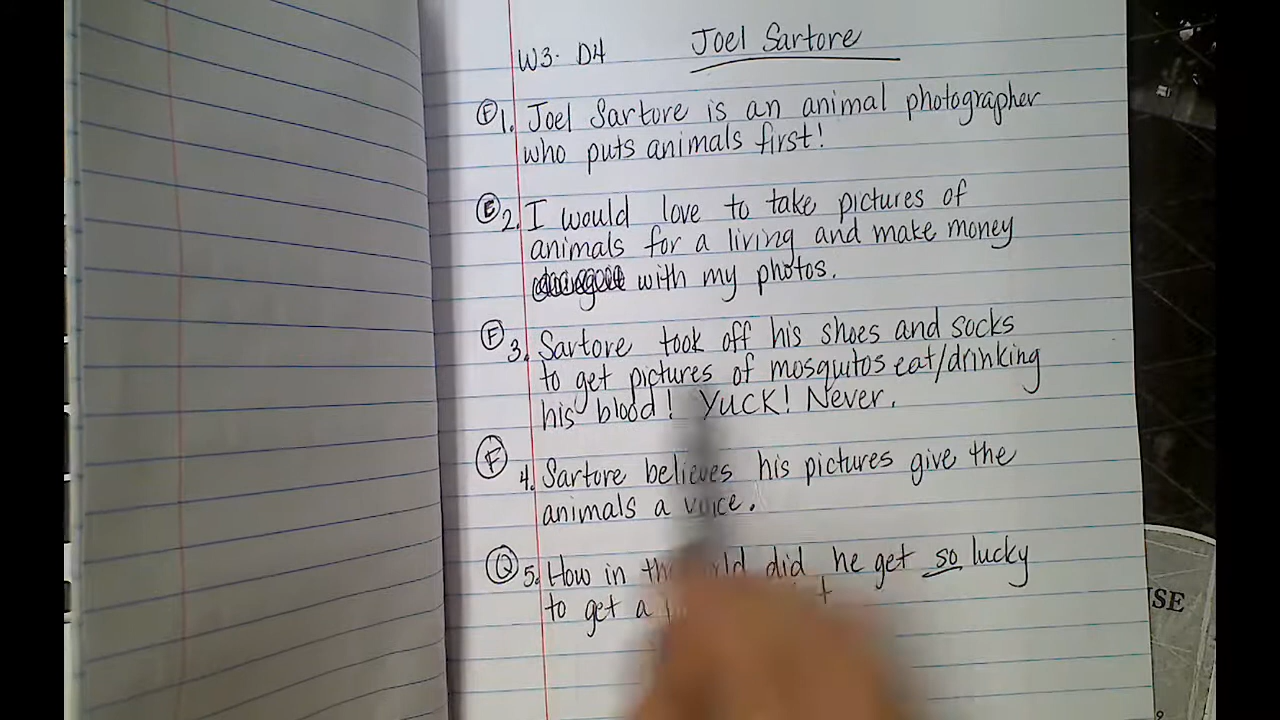 W3. D4 Joel Sartore
F 1. Joel Sartore is an animal photographer
who puts animals first!
E 2. I would love to take pictures of
animals for a living and make money
with my photos.
F 3. Sartore took off his shoes and socks
to get pictures of mosquitos eat/drinking
his blood! YUCK! Never.
F 4. Sartore believes his pictures give the
animals a voice.
Q 5. How in the world did he get so lucky
to get a